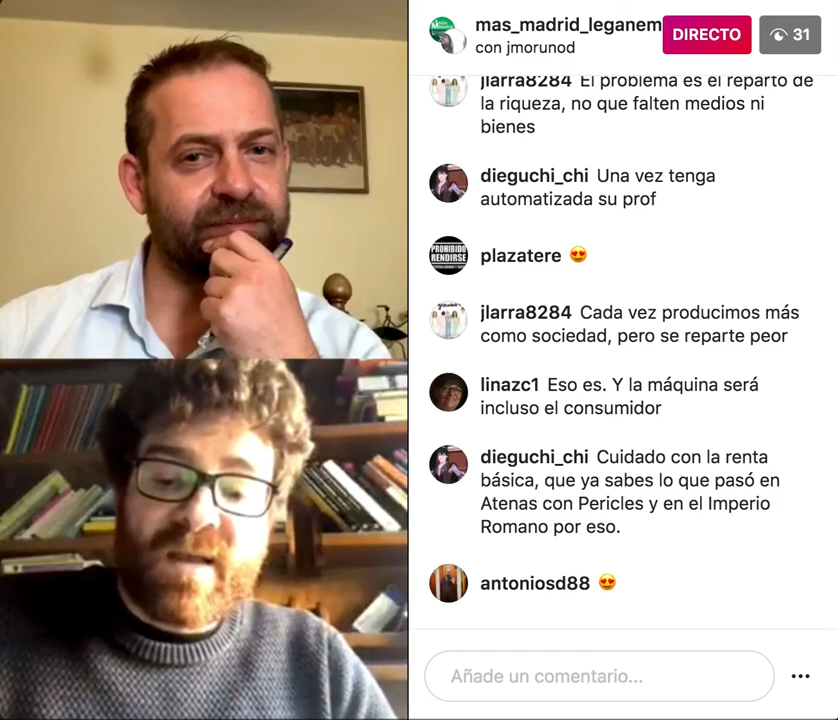 mas_madrid_leganem
DIRECTO
31
con jmorunod
jlarra8284 El problema es el reparto de
la riqueza, no que falten medios ni
bienes
dieguchi_chi Una vez tenga
automatizada su prof
PROHIBIDO
RENDIRSE
plazatere 😍
jlarra8284 Cada vez producimos más
como sociedad, pero se reparte peor
linazc1 Eso es. Y la máquina será
incluso el consumidor
dieguchi_chi Cuidado con la renta
básica, que ya sabes lo que pasó en
Atenas con Pericles y en el Imperio
Romano por eso.
antoniosd88 😍
Añade un comentario...